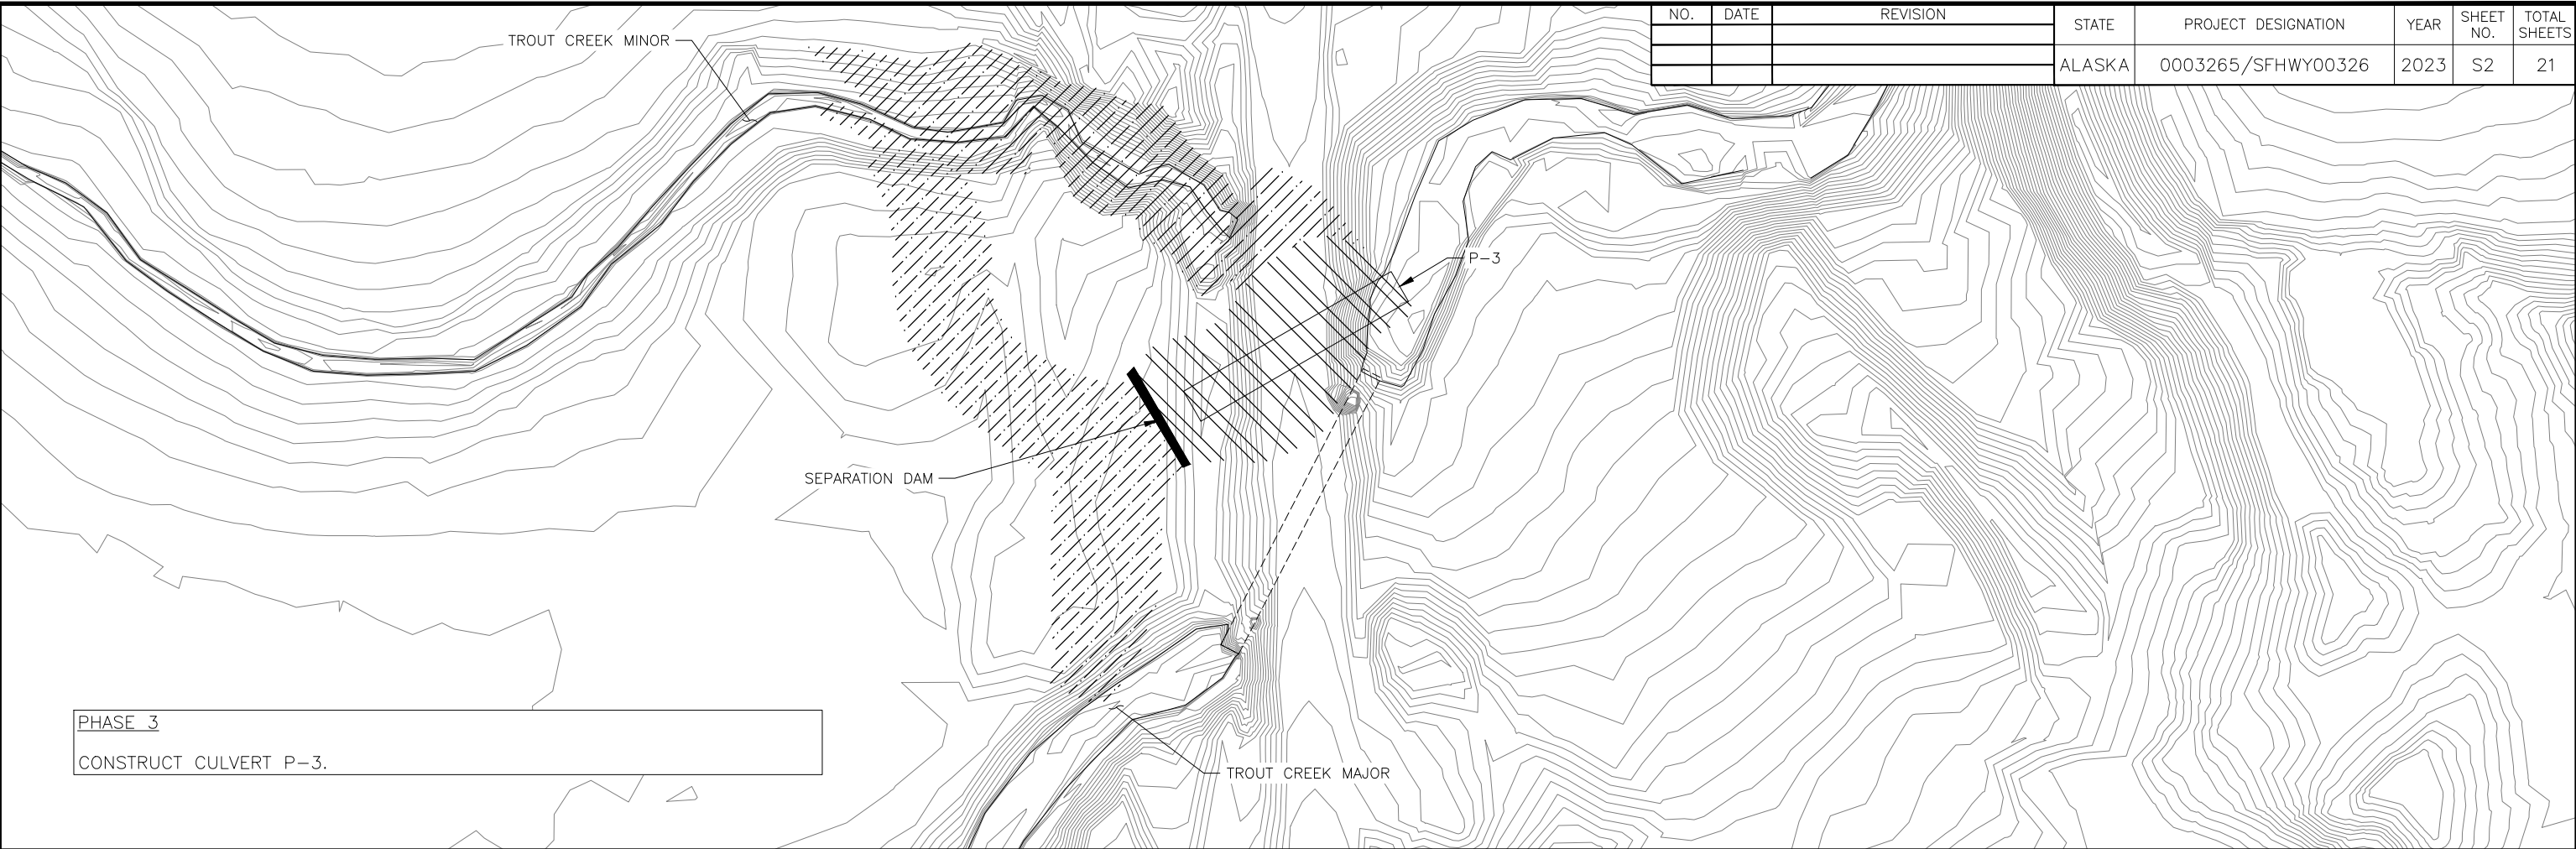 NO. DATE REVISION
STATE PROJECT DESIGNATION YEAR SHEET NO. TOTAL SHEETS
ALASKA 0003265/SFHWY00326 2023 S2 21
TROUT CREEK MINOR
P-3
SEPARATION DAM
PHASE 3
CONSTRUCT CULVERT P-3.
TROUT CREEK MAJOR